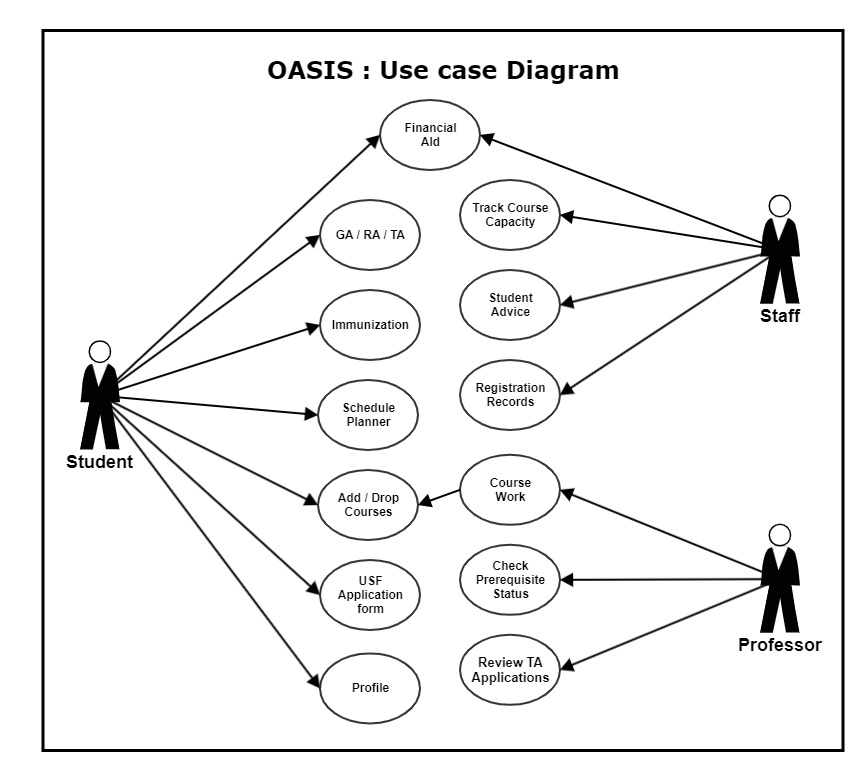 OASIS : Use case Diagram
Financial
AId
Track Course
Capacity
GA / RA / TA
Student
Advice
Staff
Immunization
Registration
Records
Schedule
Planner
Student
Course
Work
Add / Drop
Courses
Check
Prerequisite
Status
USF
Application
form
Professor
Review TA
Applications
Profile